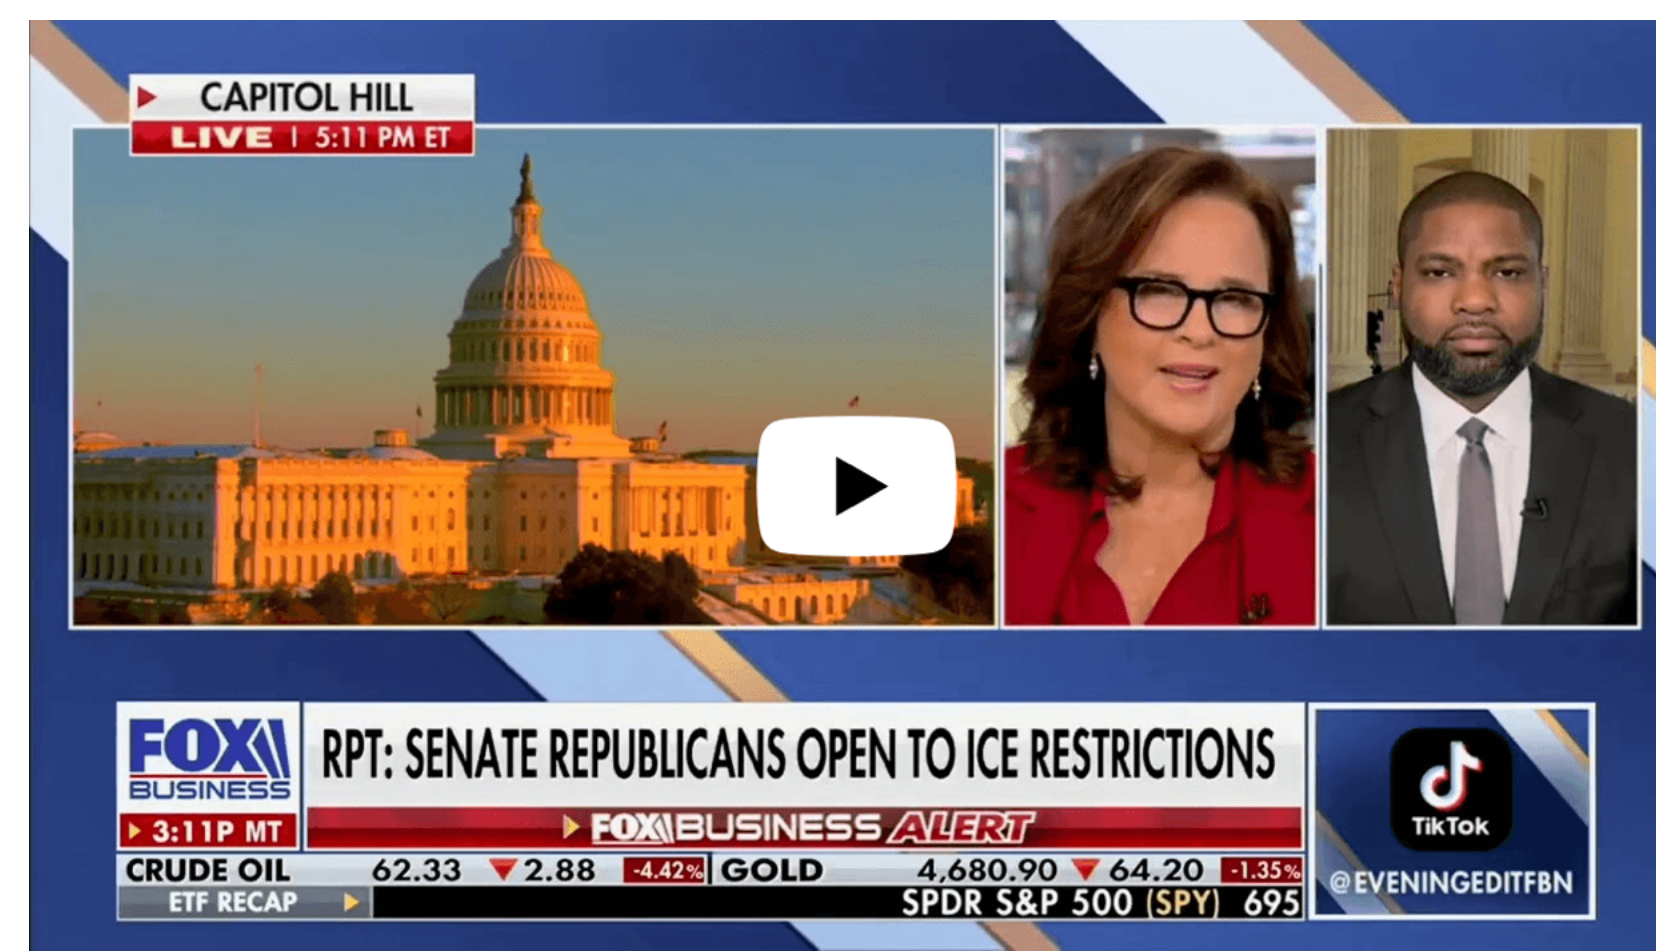 CAPITOL HILL
LIVE | 5:11 PM ET
FOX BUSINESS
RPT: SENATE REPUBLICANS OPEN TO ICE RESTRICTIONS
3:11P MT
FOX BUSINESS ALERT
TikTok
@EVENINGEDITFBN
CRUDE OIL 62.33 ▼2.88 -4.42% GOLD 4,680.90 ▼64.20 -1.35%
ETF RECAP SPDR S&P 500 (SPY) 695